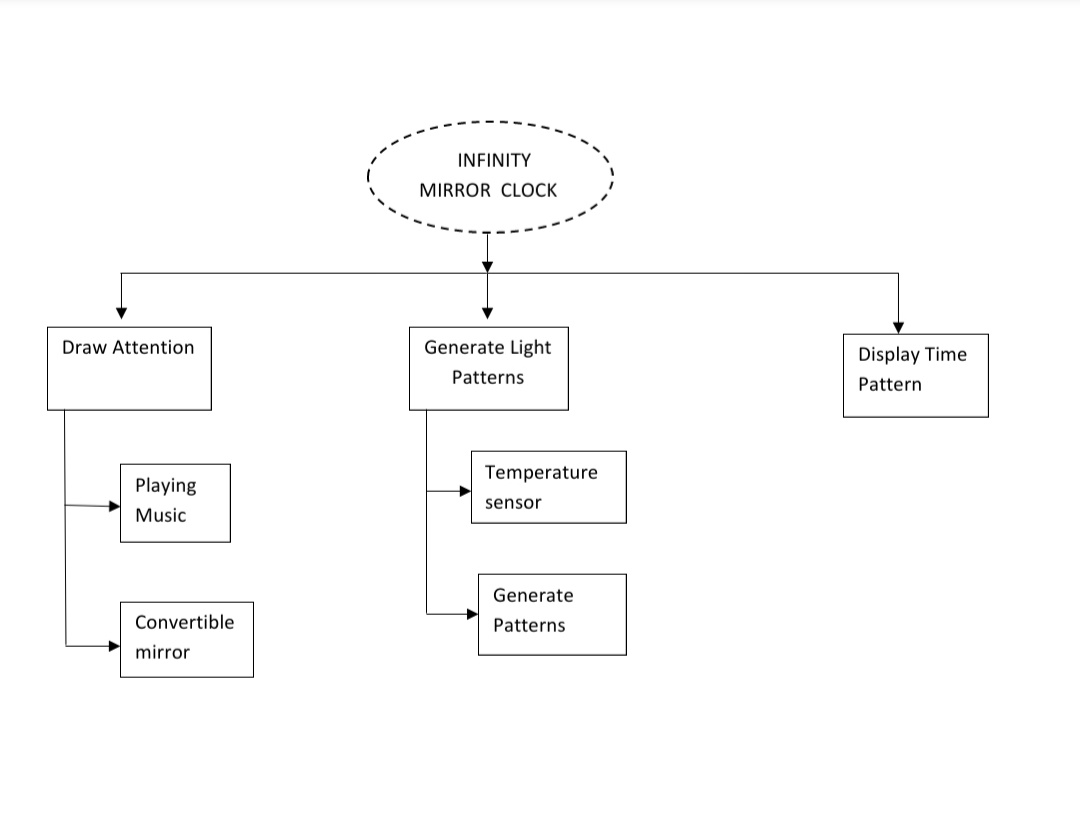 INFINITY
MIRROR CLOCK
Draw Attention
Generate Light
Patterns
Display Time
Pattern
Playing
Music
Temperature
sensor
Convertible
mirror
Generate
Patterns